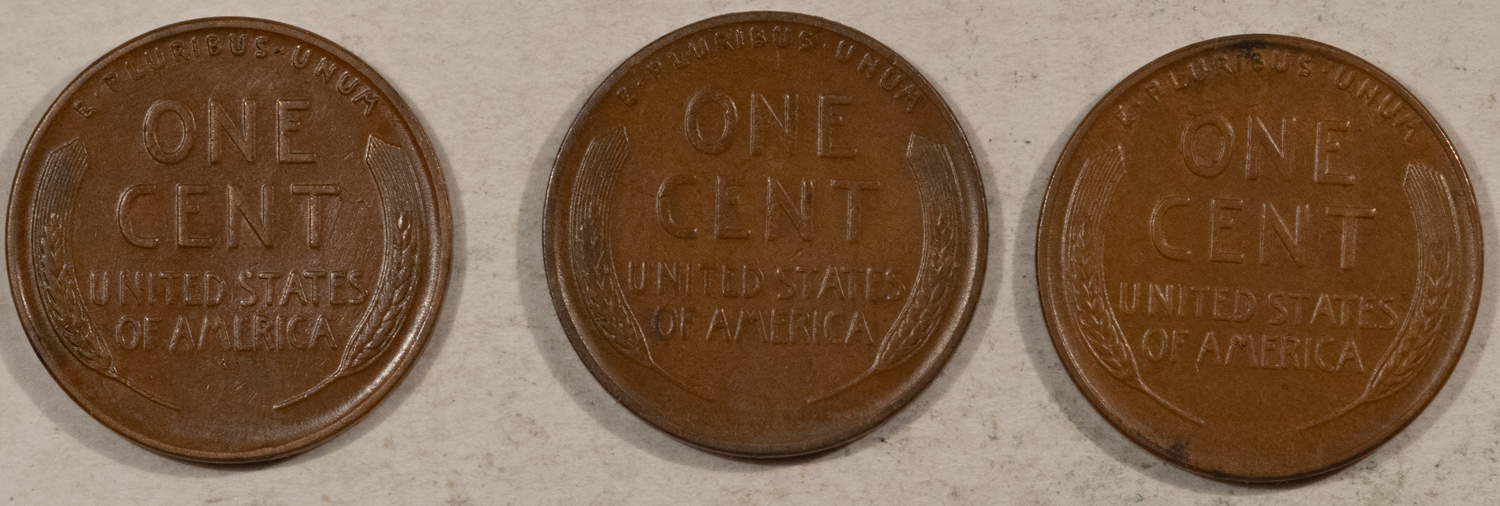 E·PLURIBUS·UNUM
ONE
CENT
UNITED STATES
OF AMERICA
E·PLURIBUS·UNUM
ONE
CENT
UNITED STATES
OF AMERICA
E·PLURIBUS·UNUM
ONE
CENT
UNITED STATES
OF AMERICA